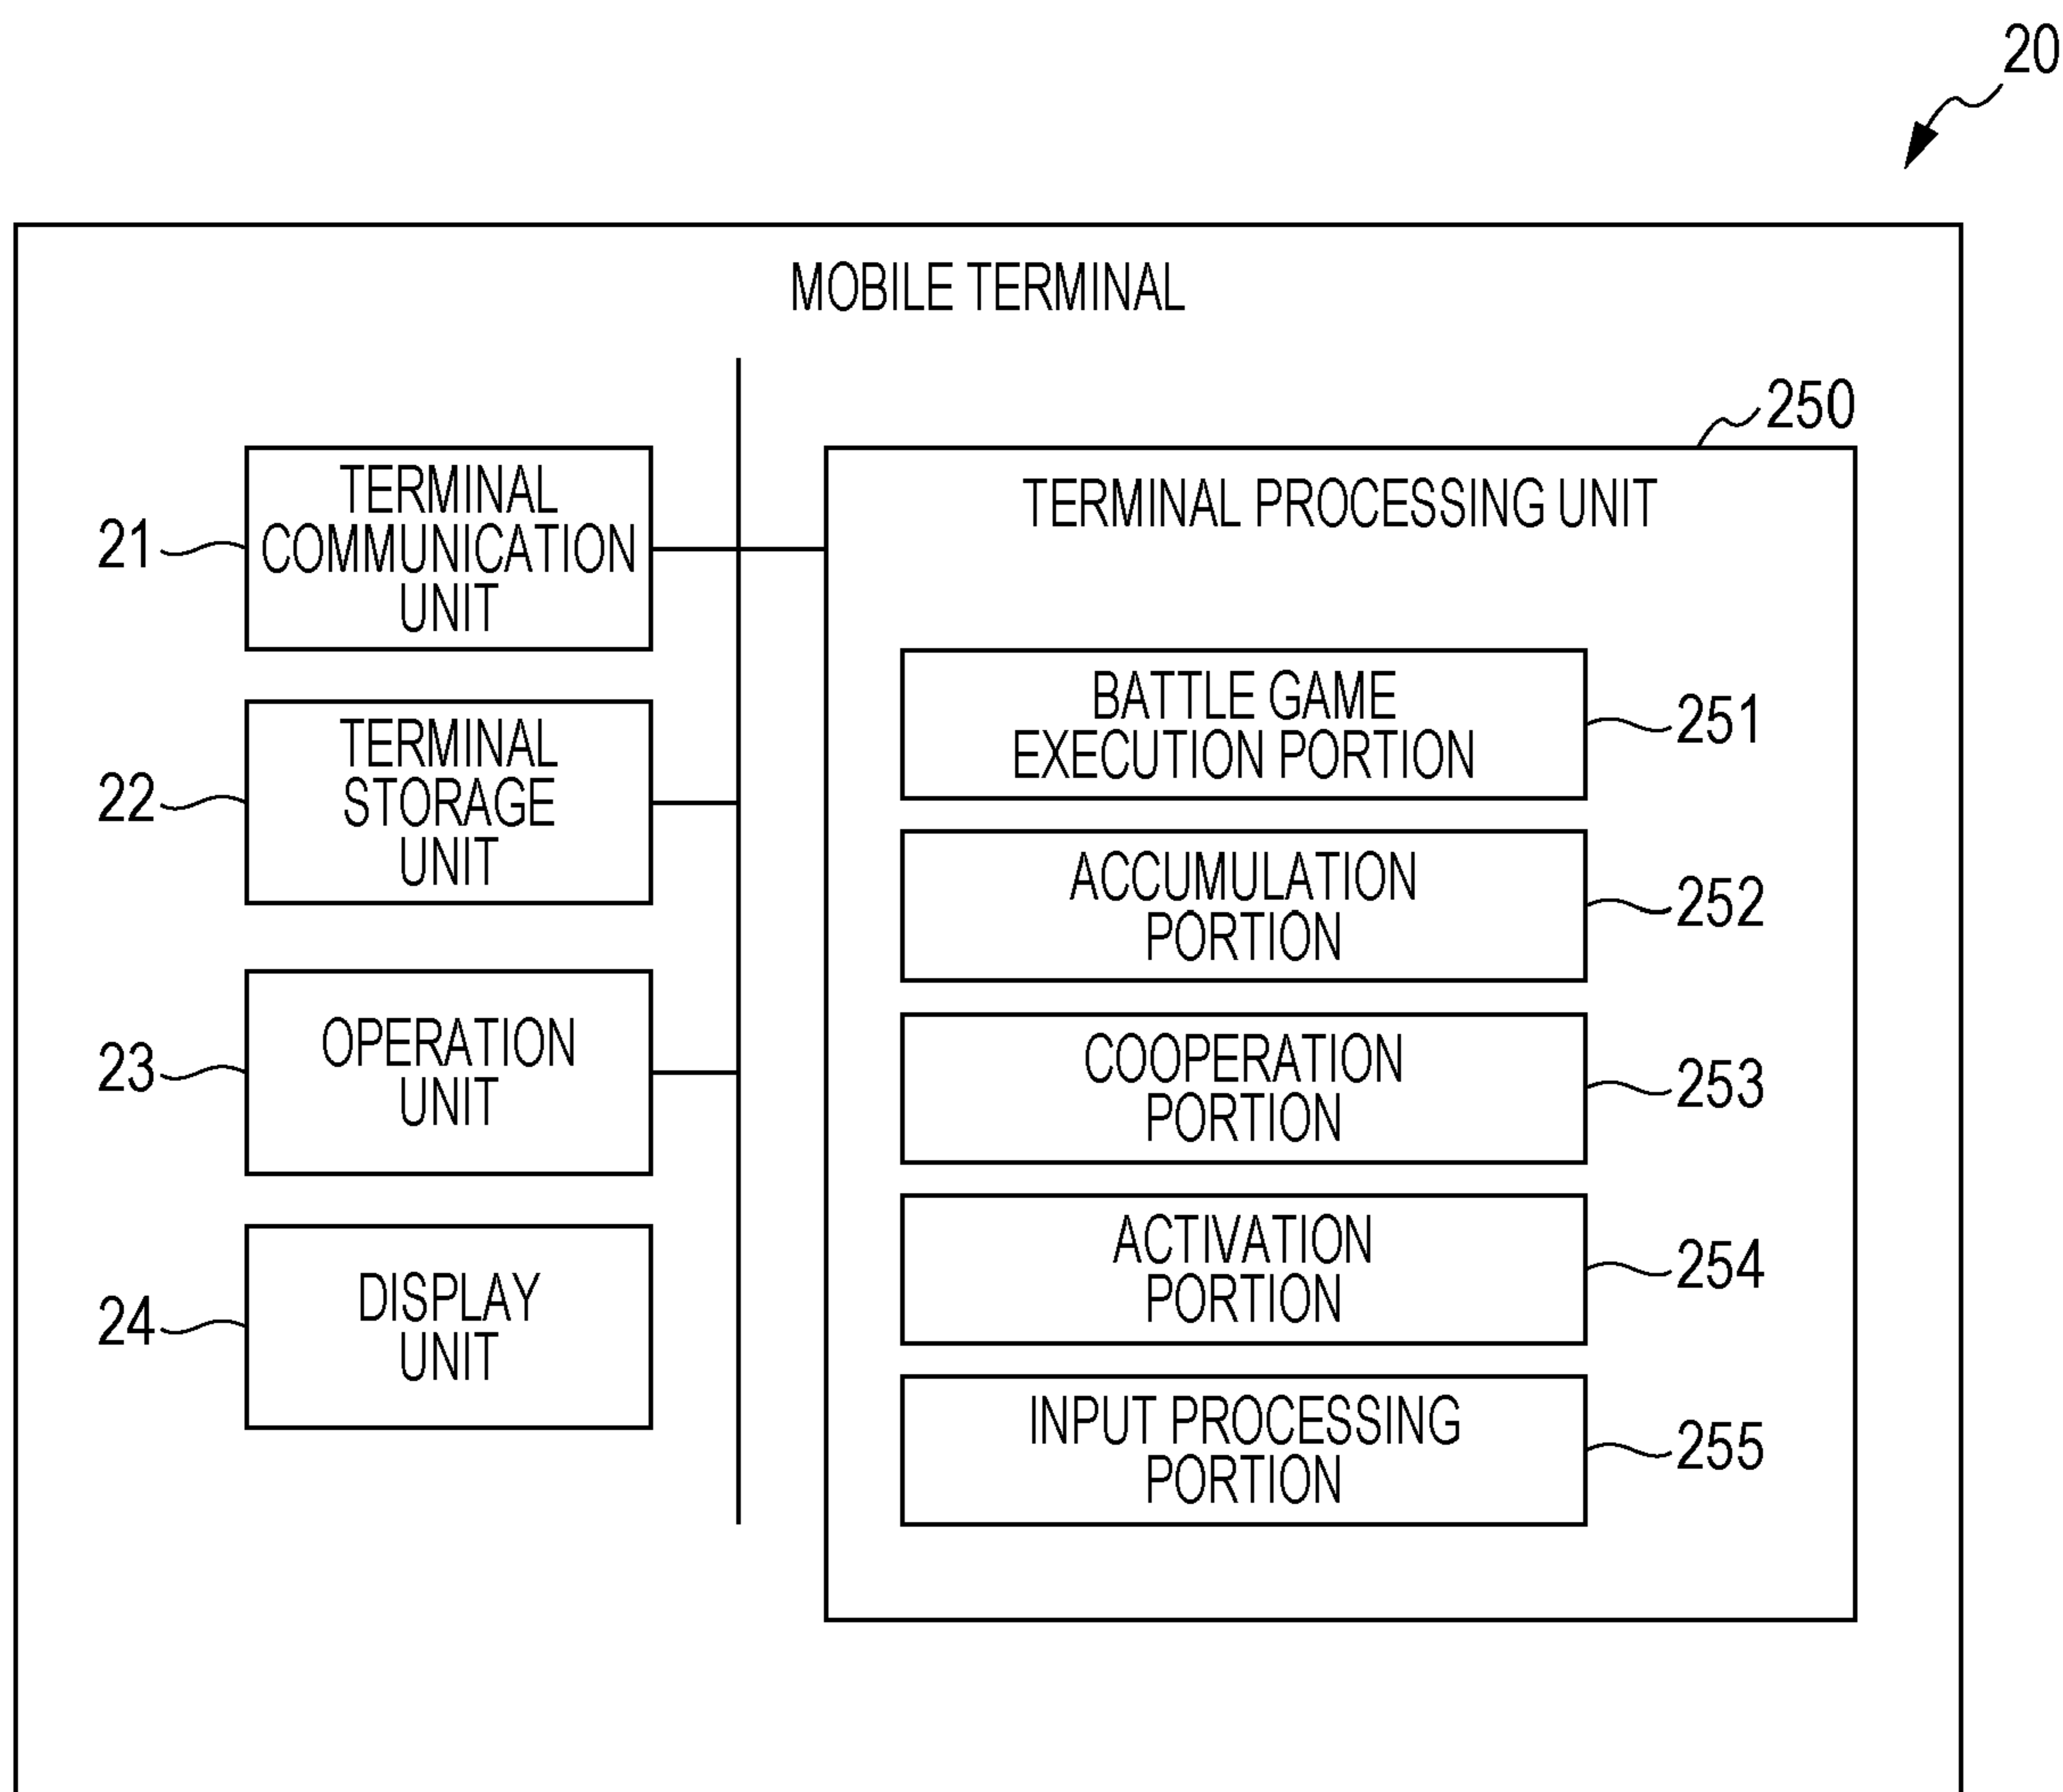 20
MOBILE TERMINAL
250
TERMINAL
COMMUNICATION
UNIT
21
TERMINAL
STORAGE
UNIT
22
OPERATION
UNIT
23
DISPLAY
UNIT
24
TERMINAL PROCESSING UNIT
BATTLE GAME
EXECUTION PORTION
251
ACCUMULATION
PORTION
252
COOPERATION
PORTION
253
ACTIVATION
PORTION
254
INPUT PROCESSING
PORTION
255